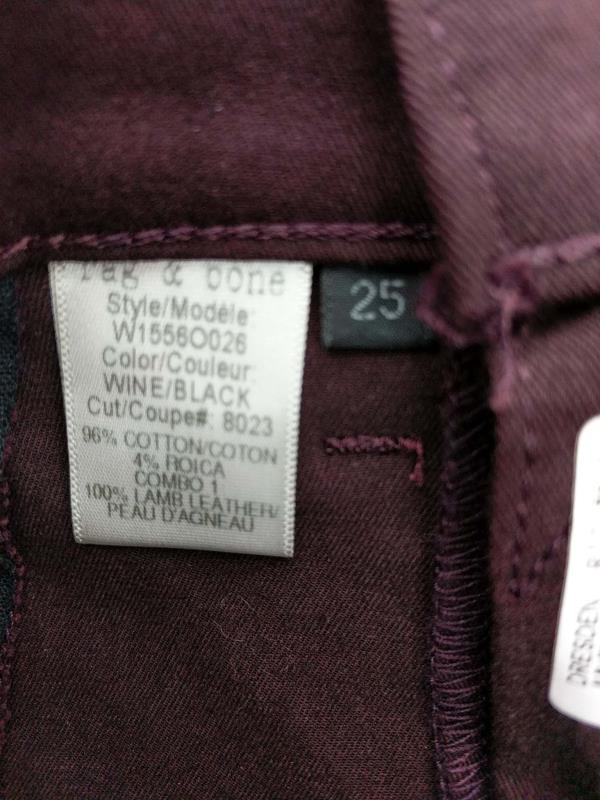 rag & bone
Style/Modèle:
W1556O026
Color/Couleur:
WINE/BLACK
Cut/Coupe#: 8023
96% COTTON/COTON
4% ROICA
COMBO 1
100% LAMB LEATHER/
PEAU D'AGNEAU
25
DRESDEN